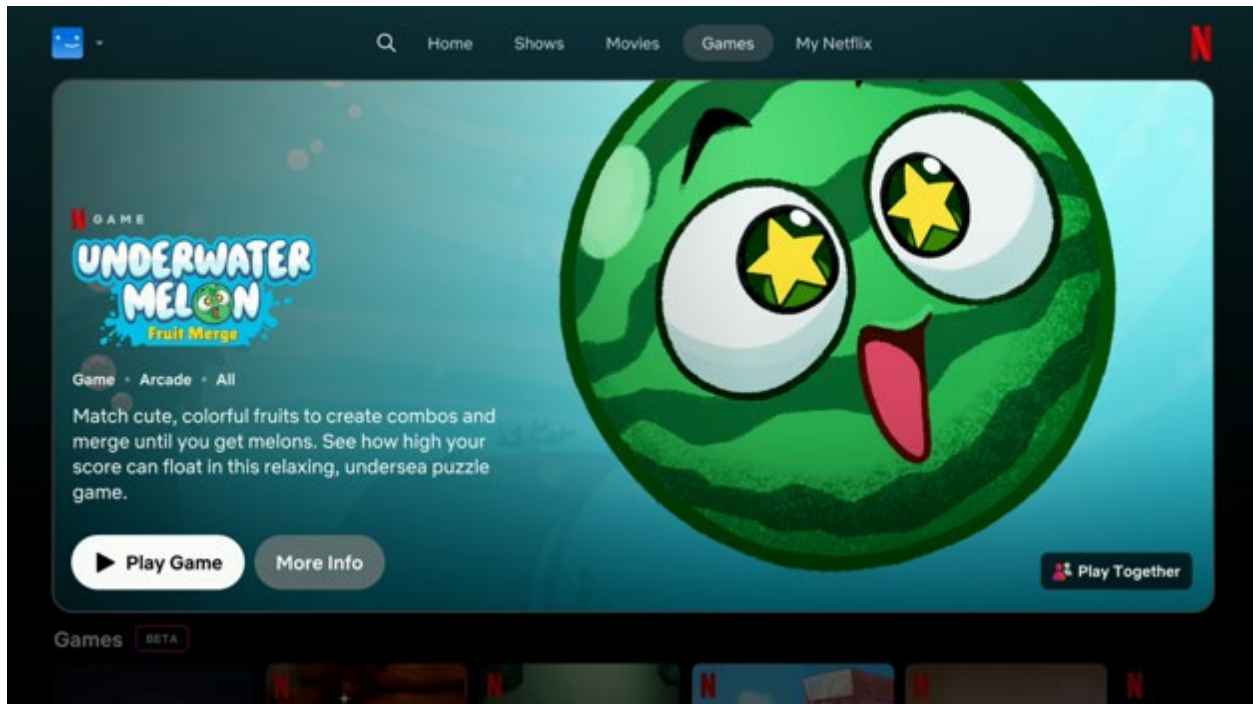 Home Shows Movies Games My Netflix
N
N GAME
UNDERWATER
MELON
Fruit Merge
Game • Arcade • All
Match cute, colorful fruits to create combos and
merge until you get melons. See how high your
score can float in this relaxing, undersea puzzle
game.
Play Game More Info
Play Together
Games BETA
N N N N N